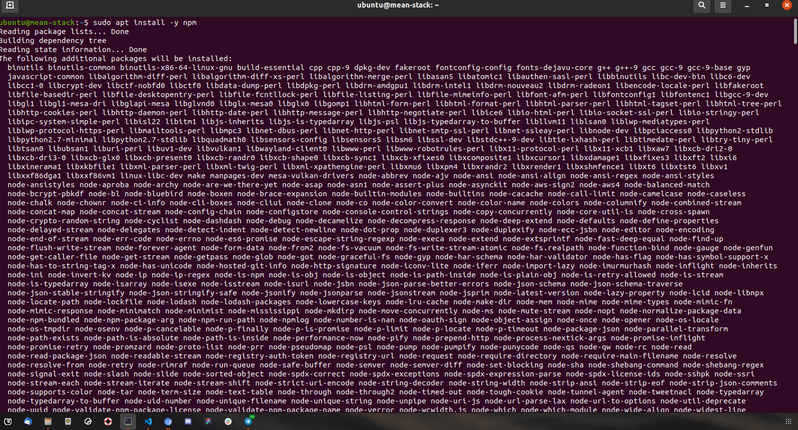 ubuntu@mean-stack: ~
ubuntu@mean-stack:~$ sudo apt install -y npm
Reading package lists... Done
Building dependency tree
Reading state information... Done
The following additional packages will be installed:
binutils binutils-common binutils-x86-64-linux-gnu build-essential cpp cpp-9 dpkg-dev fakeroot fontconfig-config fonts-dejavu-core g++ g++-9 gcc gcc-9 gcc-9-base gyp
javascript-common libalgorithm-diff-perl libalgorithm-diff-xs-perl libalgorithm-merge-perl libasan5 libatomic1 libauthen-sasl-perl libbinutils libc-dev-bin libc6-dev
libcc1-0 libcrypt-dev libctf-nobfd0 libctf0 libdata-dump-perl libdpkg-perl libdrm-amdgpu1 libdrm-intel1 libdrm-nouveau2 libdrm-radeon1 libencode-locale-perl libfakeroot
libfile-basedir-perl libfile-desktopentry-perl libfile-fcntllock-perl libfile-listing-perl libfile-mimeinfo-perl libfont-afm-perl libfontconfig1 libfontenc1 libgcc-9-dev
libgl1 libgl1-mesa-dri libglapi-mesa libglvnd0 libglx-mesa0 libglx0 libgomp1 libhtml-form-perl libhtml-format-perl libhtml-parser-perl libhtml-tagset-perl libhtml-tree-perl
libhttp-cookies-perl libhttp-daemon-perl libhttp-date-perl libhttp-message-perl libhttp-negotiate-perl libice6 libio-html-perl libio-socket-ssl-perl libio-stringy-perl
libipc-system-simple-perl libisl22 libitm1 libjs-inherits libjs-is-typedarray libjs-psl libjs-typedarray-to-buffer libllvm11 liblsan0 liblwp-mediatypes-perl
liblwp-protocol-https-perl libmailtools-perl libmpc3 libnet-dbus-perl libnet-http-perl libnet-smtp-ssl-perl libnet-ssleay-perl libnode-dev libpciaccess0 libpython2-stdlib
libpython2.7-minimal libpython2.7-stdlib libquadmath0 libsensors-config libsensors5 libsm6 libssl-dev libstdc++-9-dev libtie-ixhash-perl libtimedate-perl libtry-tiny-perl
libtsan0 libubsan1 liburi-perl libuv1-dev libvulkan1 libwayland-client0 libwww-perl libwww-robotrules-perl libx11-protocol-perl libx11-xcb1 libxaw7 libxcb-dri2-0
libxcb-dri3-0 libxcb-glx0 libxcb-present0 libxcb-randr0 libxcb-shape0 libxcb-sync1 libxcb-xfixes0 libxcomposite1 libxcursor1 libxdamage1 libxfixes3 libxft2 libxi6
libxinerama1 libxkbfile1 libxml-parser-perl libxml-twig-perl libxml-xpathengine-perl libxmu6 libxpm4 libxrandr2 libxrender1 libxshmfence1 libxt6 libxtst6 libxv1
libxxf86dga1 libxxf86vm1 linux-libc-dev make manpages-dev mesa-vulkan-drivers node-abbrev node-ajv node-ansi node-ansi-align node-ansi-regex node-ansi-styles
node-ansistyles node-aproba node-archy node-are-we-there-yet node-asap node-asn1 node-assert-plus node-asynckit node-aws-sign2 node-aws4 node-balanced-match
node-bcrypt-pbkdf node-bl node-bluebird node-boxen node-brace-expansion node-builtin-modules node-builtins node-cacache node-call-limit node-camelcase node-caseless
node-chalk node-chownr node-ci-info node-cli-boxes node-cliui node-clone node-co node-color-convert node-color-name node-colors node-columnify node-combined-stream
node-concat-map node-concat-stream node-config-chain node-configstore node-console-control-strings node-copy-concurrently node-core-util-is node-cross-spawn
node-crypto-random-string node-cyclist node-dashdash node-debug node-decamelize node-decompress-response node-deep-extend node-defaults node-define-properties
node-delayed-stream node-delegates node-detect-indent node-detect-newline node-dot-prop node-duplexer3 node-duplexify node-ecc-jsbn node-editor node-encoding
node-end-of-stream node-err-code node-errno node-es6-promise node-escape-string-regexp node-execa node-extend node-extsprintf node-fast-deep-equal node-find-up
node-flush-write-stream node-forever-agent node-form-data node-from2 node-fs-vacuum node-fs-write-stream-atomic node-fs.realpath node-function-bind node-gauge node-genfun
node-get-caller-file node-get-stream node-getpass node-glob node-got node-graceful-fs node-gyp node-har-schema node-har-validator node-has-flag node-has-symbol-support-x
node-has-to-string-tag-x node-has-unicode node-hosted-git-info node-http-signature node-iconv-lite node-iferr node-import-lazy node-imurmurhash node-inflight node-inherits
node-ini node-invert-kv node-ip node-ip-regex node-is-npm node-is-obj node-is-object node-is-path-inside node-is-plain-obj node-is-retry-allowed node-is-stream
node-is-typedarray node-isarray node-isexe node-isstream node-isurl node-jsbn node-json-parse-better-errors node-json-schema node-json-schema-traverse
node-json-stable-stringify node-json-stringify-safe node-jsonify node-jsonparse node-jsonstream node-jsprim node-latest-version node-lazy-property node-lcid node-libnpx
node-locate-path node-lockfile node-lodash node-lodash-packages node-lowercase-keys node-lru-cache node-make-dir node-mem node-mime node-mime-types node-mimic-fn
node-mimic-response node-minimatch node-minimist node-mississippi node-mkdirp node-move-concurrently node-ms node-mute-stream node-nopt node-normalize-package-data
node-npm-bundled node-npm-package-arg node-npm-run-path node-npmlog node-number-is-nan node-oauth-sign node-object-assign node-once node-opener node-os-locale
node-os-tmpdir node-osenv node-p-cancelable node-p-finally node-p-is-promise node-p-limit node-p-locate node-p-timeout node-package-json node-parallel-transform
node-path-exists node-path-is-absolute node-path-is-inside node-performance-now node-pify node-prepend-http node-process-nextick-args node-promise-inflight
node-promise-retry node-promzard node-proto-list node-prr node-pseudomap node-psl node-pump node-pumpify node-punycode node-qs node-qw node-rc node-read
node-read-package-json node-readable-stream node-registry-auth-token node-registry-url node-request node-require-directory node-require-main-filename node-resolve
node-resolve-from node-retry node-rimraf node-run-queue node-safe-buffer node-semver node-semver-diff node-set-blocking node-sha node-shebang-command node-shebang-regex
node-signal-exit node-slash node-slide node-sorted-object node-spdx-correct node-spdx-exceptions node-spdx-expression-parse node-spdx-license-ids node-sshpk node-ssri
node-stream-each node-stream-iterate node-stream-shift node-strict-uri-encode node-string-decoder node-string-width node-strip-ansi node-strip-eof node-strip-json-comments
node-supports-color node-tar node-term-size node-text-table node-through node-through2 node-timed-out node-tough-cookie node-tunnel-agent node-tweetnacl node-typedarray
node-typedarray-to-buffer node-uid-number node-unique-filename node-unique-string node-unpipe node-uri-js node-url-parse-lax node-url-to-options node-util-deprecate
node-uuid node-validate-npm-package-license node-validate-npm-package-name node-verror node-wcwidth.js node-which node-which-module node-wide-align node-widest-line